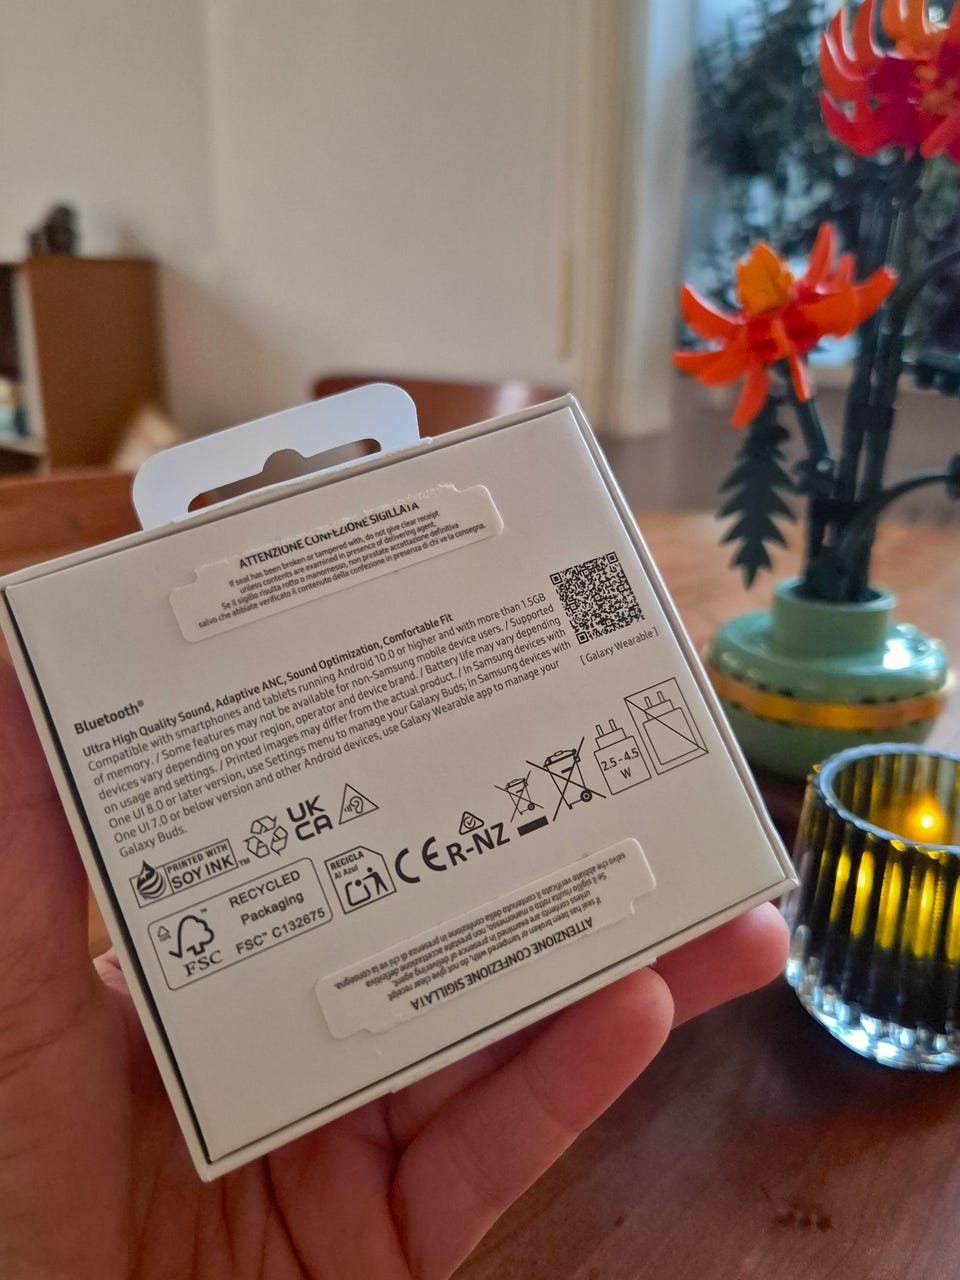 ATTENZIONE CONFEZIONE SIGILLATA
If seal has been broken or tampered with, do not give clear receipt
unless contents are examined in presence of delivering agent.
Se il sigillo risulta rotto o manomesso, non prestate accettazione definitiva
salvo che abbiate verificato il contenuto della confezione in presenza di chi ve la consegna.
Bluetooth®
Ultra High Quality Sound, Adaptive ANC, Sound Optimization, Comfortable Fit
Compatible with smartphones and tablets running Android 10.0 or higher and with more than 1.5GB
of memory. / Some features may not be available for non-Samsung mobile device users. / Supported
devices vary depending on your region, operator and device brand. / Battery life may vary depending
on usage and settings. / Printed images may differ from the actual product. / In Samsung devices with
One UI 8.0 or later version, use Settings menu to manage your Galaxy Buds; in Samsung devices with
One UI 7.0 or below version and other Android devices, use Galaxy Wearable app to manage your
Galaxy Buds.
[ Galaxy Wearable ]
PRINTED WITH
SOY INK™
UK
CA
2.5 - 4.5
W
FSC™
RECYCLED
Packaging
FSC™ C132675
RECICLA
Al Azul
CE
R-NZ
ATTENZIONE CONFEZIONE SIGILLATA
If seal has been broken or tampered with, do not give clear receipt
unless contents are examined in presence of delivering agent.
Se il sigillo risulta rotto o manomesso, non prestate accettazione definitiva
salvo che abbiate verificato il contenuto della confezione in presenza di chi ve la consegna.